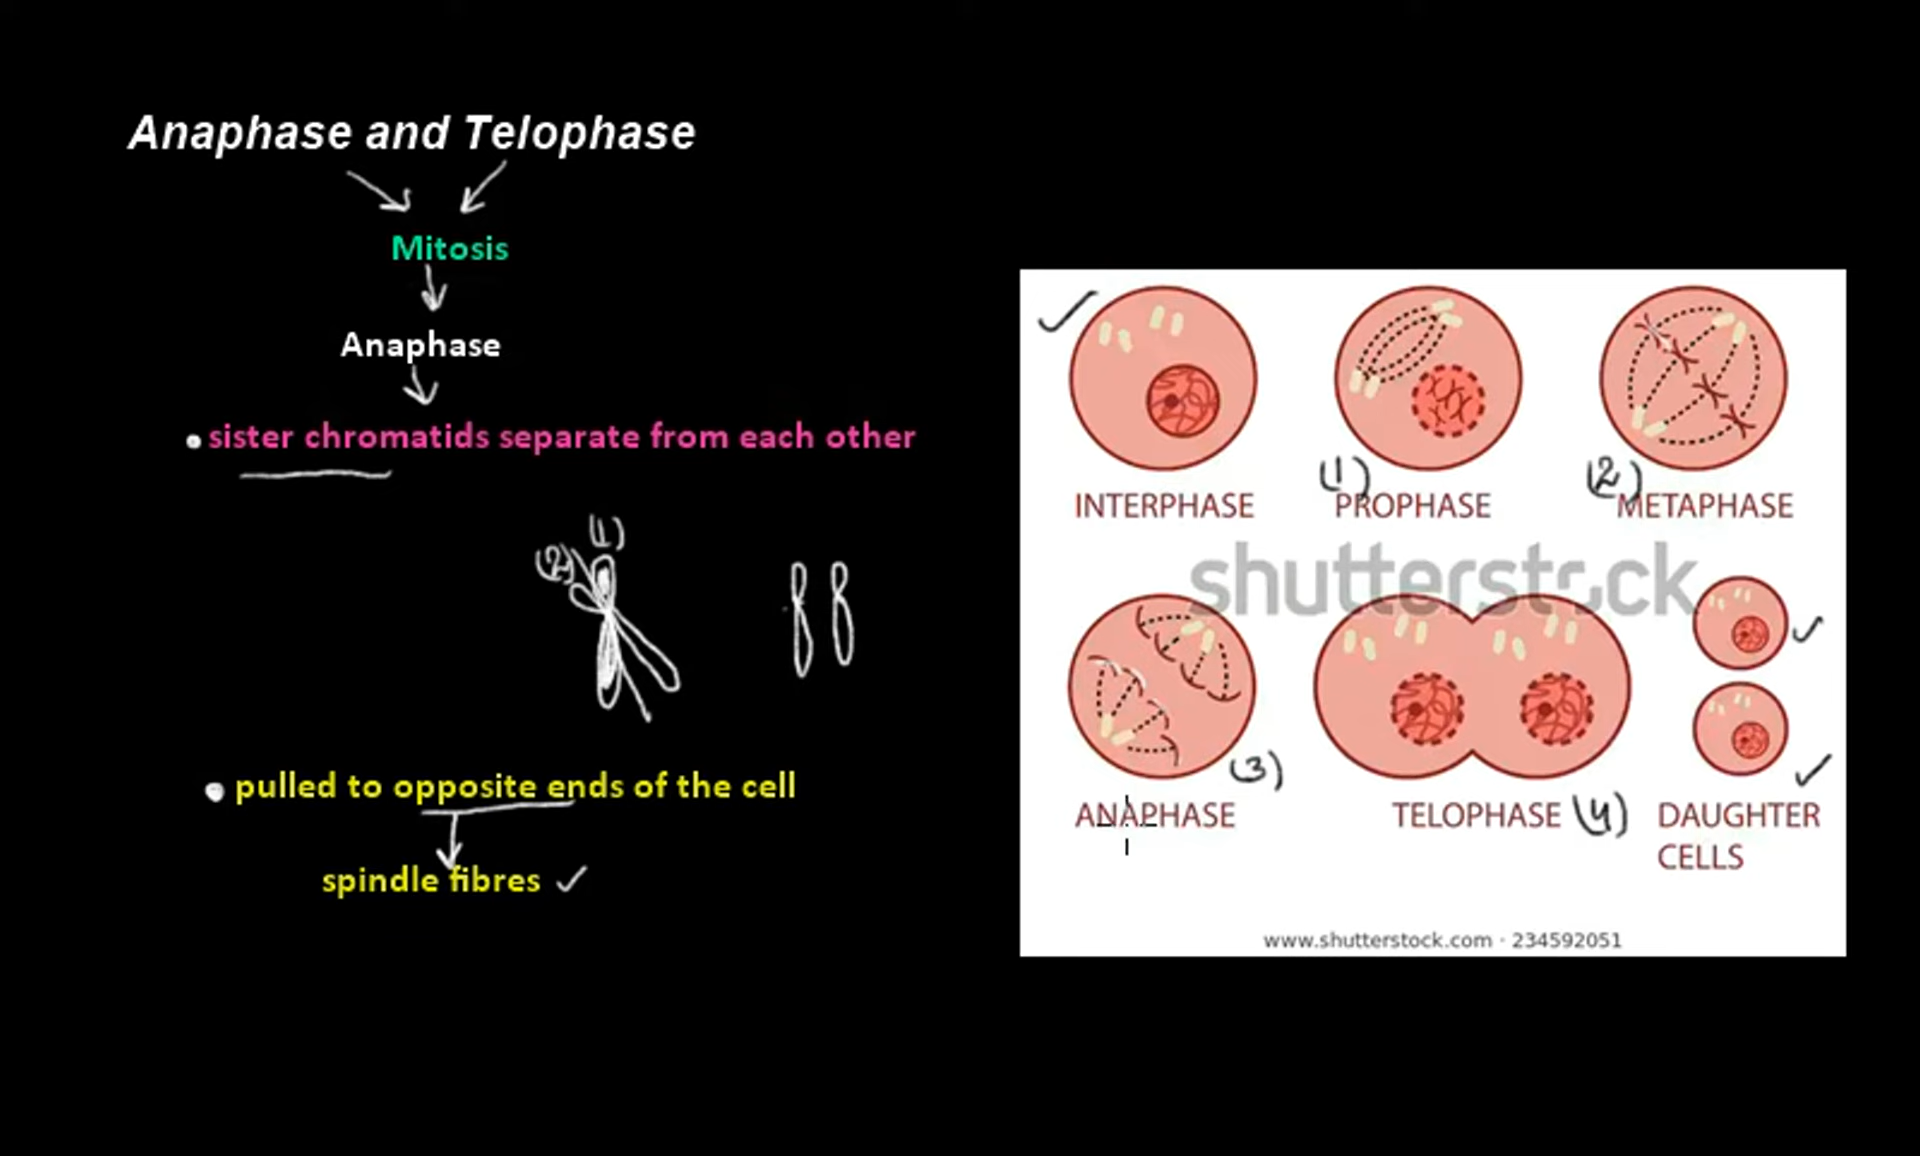 Anaphase and Telophase
Mitosis
Anaphase
sister chromatids separate from each other
(1)
(2)
pulled to opposite ends of the cell
spindle fibres
INTERPHASE
(1) PROPHASE
(2) METAPHASE
shutterstock
ANAPHASE (3)
TELOPHASE (4)
DAUGHTER
CELLS
www.shutterstock.com · 234592051